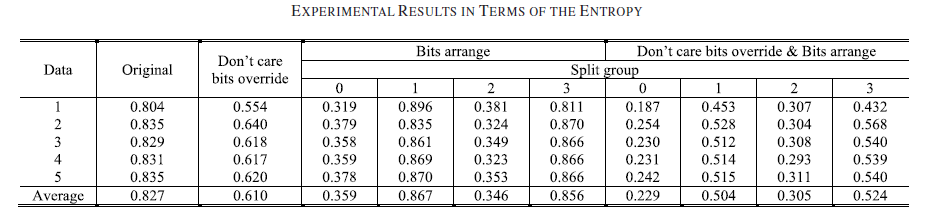 EXPERIMENTAL RESULTS IN TERMS OF THE ENTROPY
Data Original Don't care bits override Bits arrange Don't care bits override & Bits arrange
Split group
0 1 2 3 0 1 2 3
1 0.804 0.554 0.319 0.896 0.381 0.811 0.187 0.453 0.307 0.432
2 0.835 0.640 0.379 0.835 0.324 0.870 0.254 0.528 0.304 0.568
3 0.829 0.618 0.358 0.861 0.349 0.866 0.230 0.512 0.308 0.540
4 0.831 0.617 0.359 0.869 0.323 0.866 0.231 0.514 0.293 0.539
5 0.835 0.620 0.378 0.870 0.353 0.866 0.242 0.515 0.311 0.540
Average 0.827 0.610 0.359 0.867 0.346 0.856 0.229 0.504 0.305 0.524